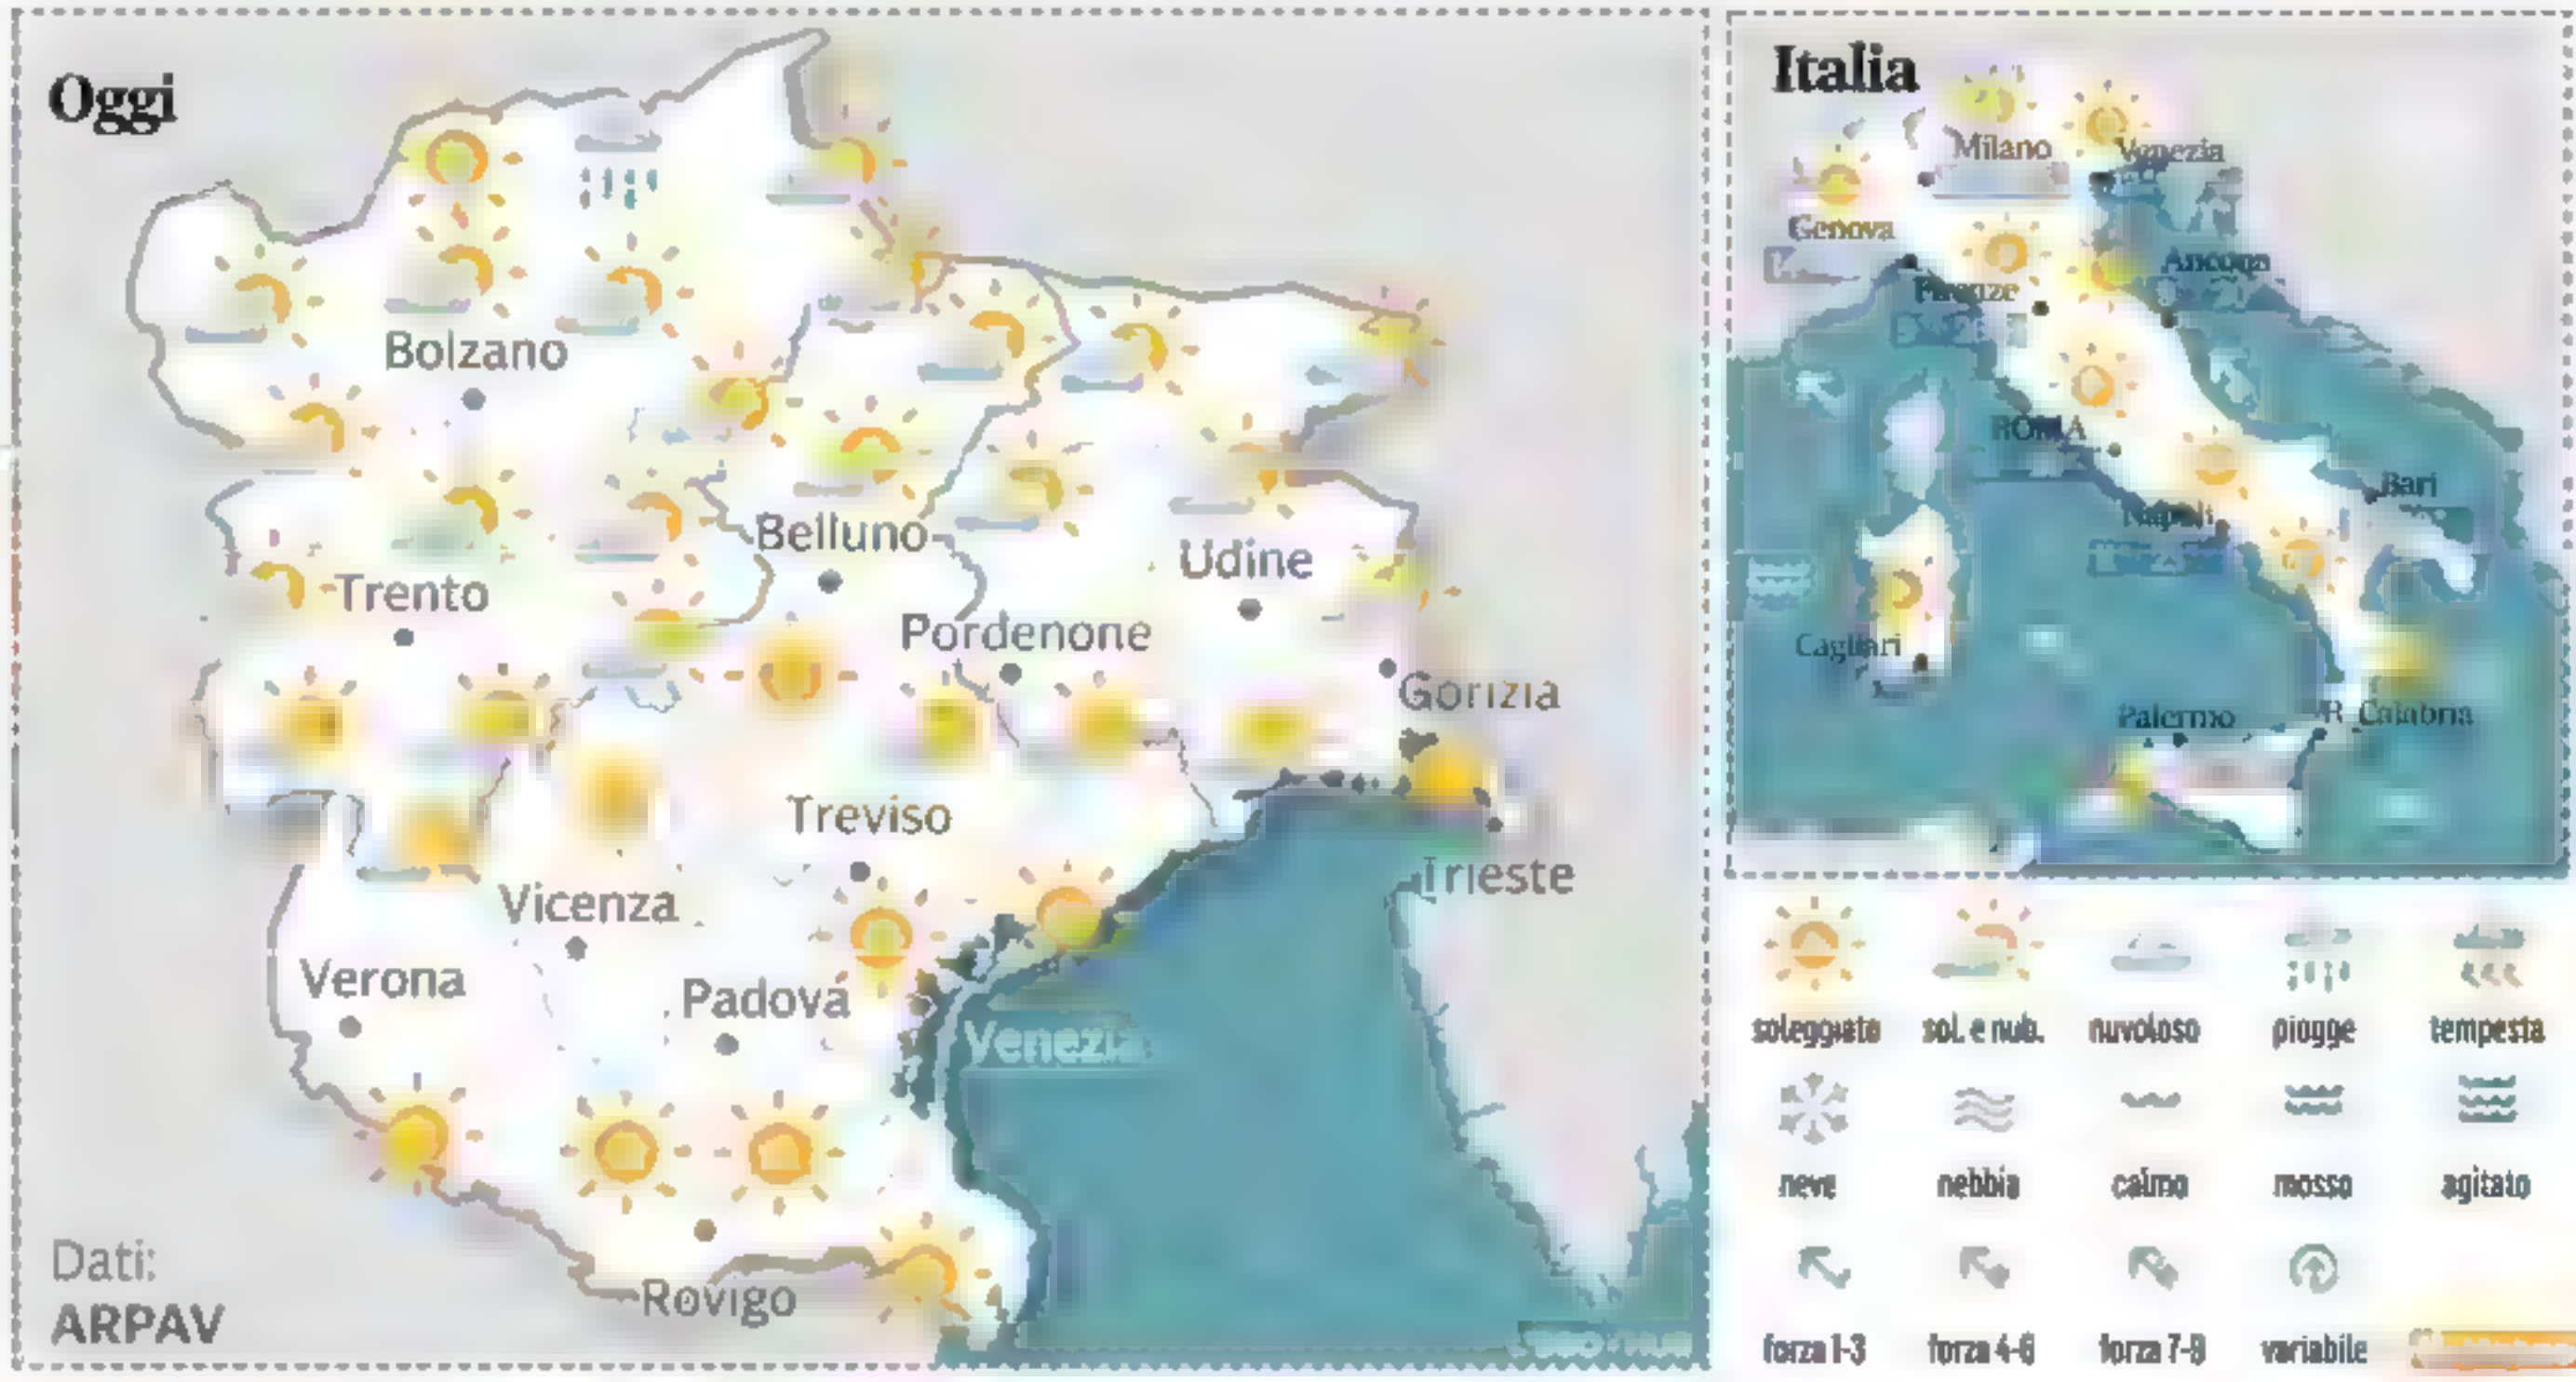 Oggi
Bolzano
Belluno
Trento
Udine
Pordenone
Gorizia
Treviso
Trieste
Vicenza
Verona
Padova
Venezia
Rovigo
Dati:
ARPAV
Italia
Milano
Venezia
Genova
Ancona
Firenze
ROMA
Bari
Napoli
Cagliari
Palermo
R. Calabria
soleggiato sol. e nub. nuvoloso piogge tempesta
neve nebbia calmo mosso agitato
forza 1-3 forza 4-6 forza 7-9 variabile